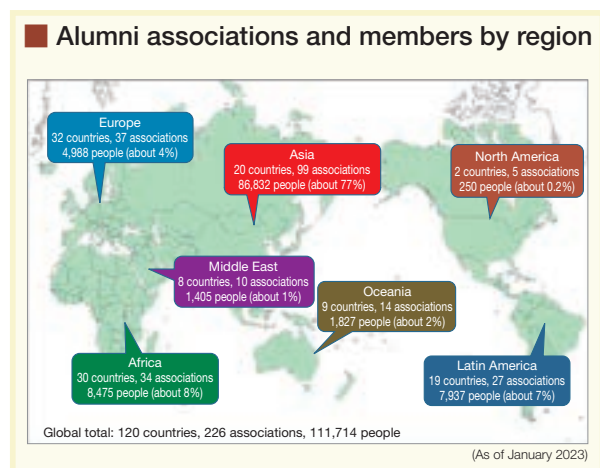 Alumni associations and members by region
Europe
32 countries, 37 associations
4,988 people (about 4%)
Asia
20 countries, 99 associations
86,832 people (about 77%)
North America
2 countries, 5 associations
250 people (about 0.2%)
Middle East
8 countries, 10 associations
1,405 people (about 1%)
Oceania
9 countries, 14 associations
1,827 people (about 2%)
Africa
30 countries, 34 associations
8,475 people (about 8%)
Latin America
19 countries, 27 associations
7,937 people (about 7%)
Global total: 120 countries, 226 associations, 111,714 people
(As of January 2023)